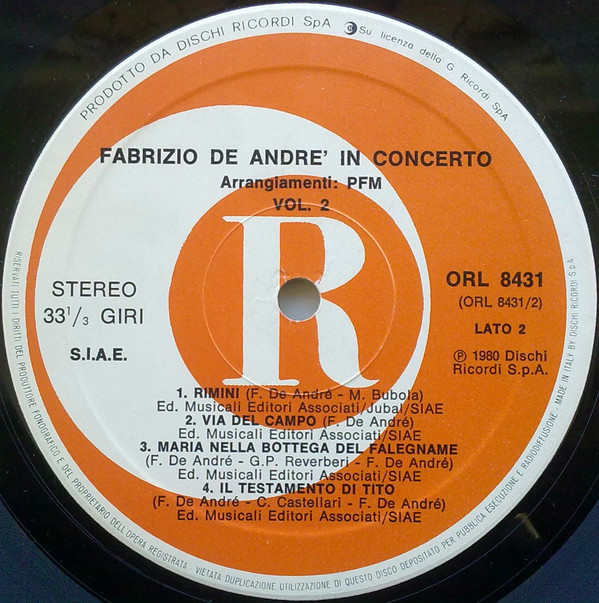 PRODOTTO DA DISCHI RICORDI SpA
Su licenza della G. Ricordi SpA
FABRIZIO DE ANDRE' IN CONCERTO
Arrangiamenti: PFM
VOL. 2
R
STEREO
33 1/3 GIRI
S.I.A.E.
ORL 8431
(ORL 8431/2)
LATO 2
℗ 1980 Dischi
Ricordi S.p.A.
1. RIMINI (F. De André - M. Bubola)
Ed. Musicali Editori Associati/Jubal/SIAE
2. VIA DEL CAMPO (F. De André)
Ed. Musicali Editori Associati/SIAE
3. MARIA NELLA BOTTEGA DEL FALEGNAME
(F. De André - G.P. Reverberi - F. De André)
Ed. Musicali Editori Associati/SIAE
4. IL TESTAMENTO DI TITO
(F. De André - C. Castellari - F. De André)
Ed. Musicali Editori Associati/SIAE
RISERVATI TUTTI I DIRITTI DEL PRODUTTORE FONOGRAFICO E DEL PROPRIETARIO DELL'OPERA REGISTRATA - VIETATA DUPLICAZIONE UTILIZZAZIONE DI QUESTO DISCO DEPOSITATO PER PUBBLICA ESECUZIONE E RADIODIFFUSIONE - MADE IN ITALY BY DISCHI RICORDI S.p.A.